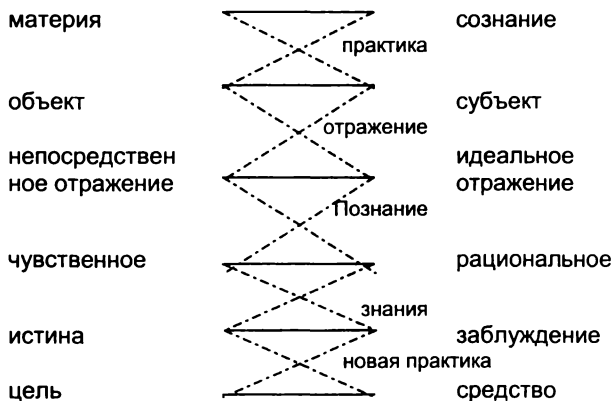 материя сознание
практика
объект субъект
отражение
непосредствен идеальное
ное отражение отражение
Познание
чувственное рациональное
знания
истина заблуждение
новая практика
цель средство